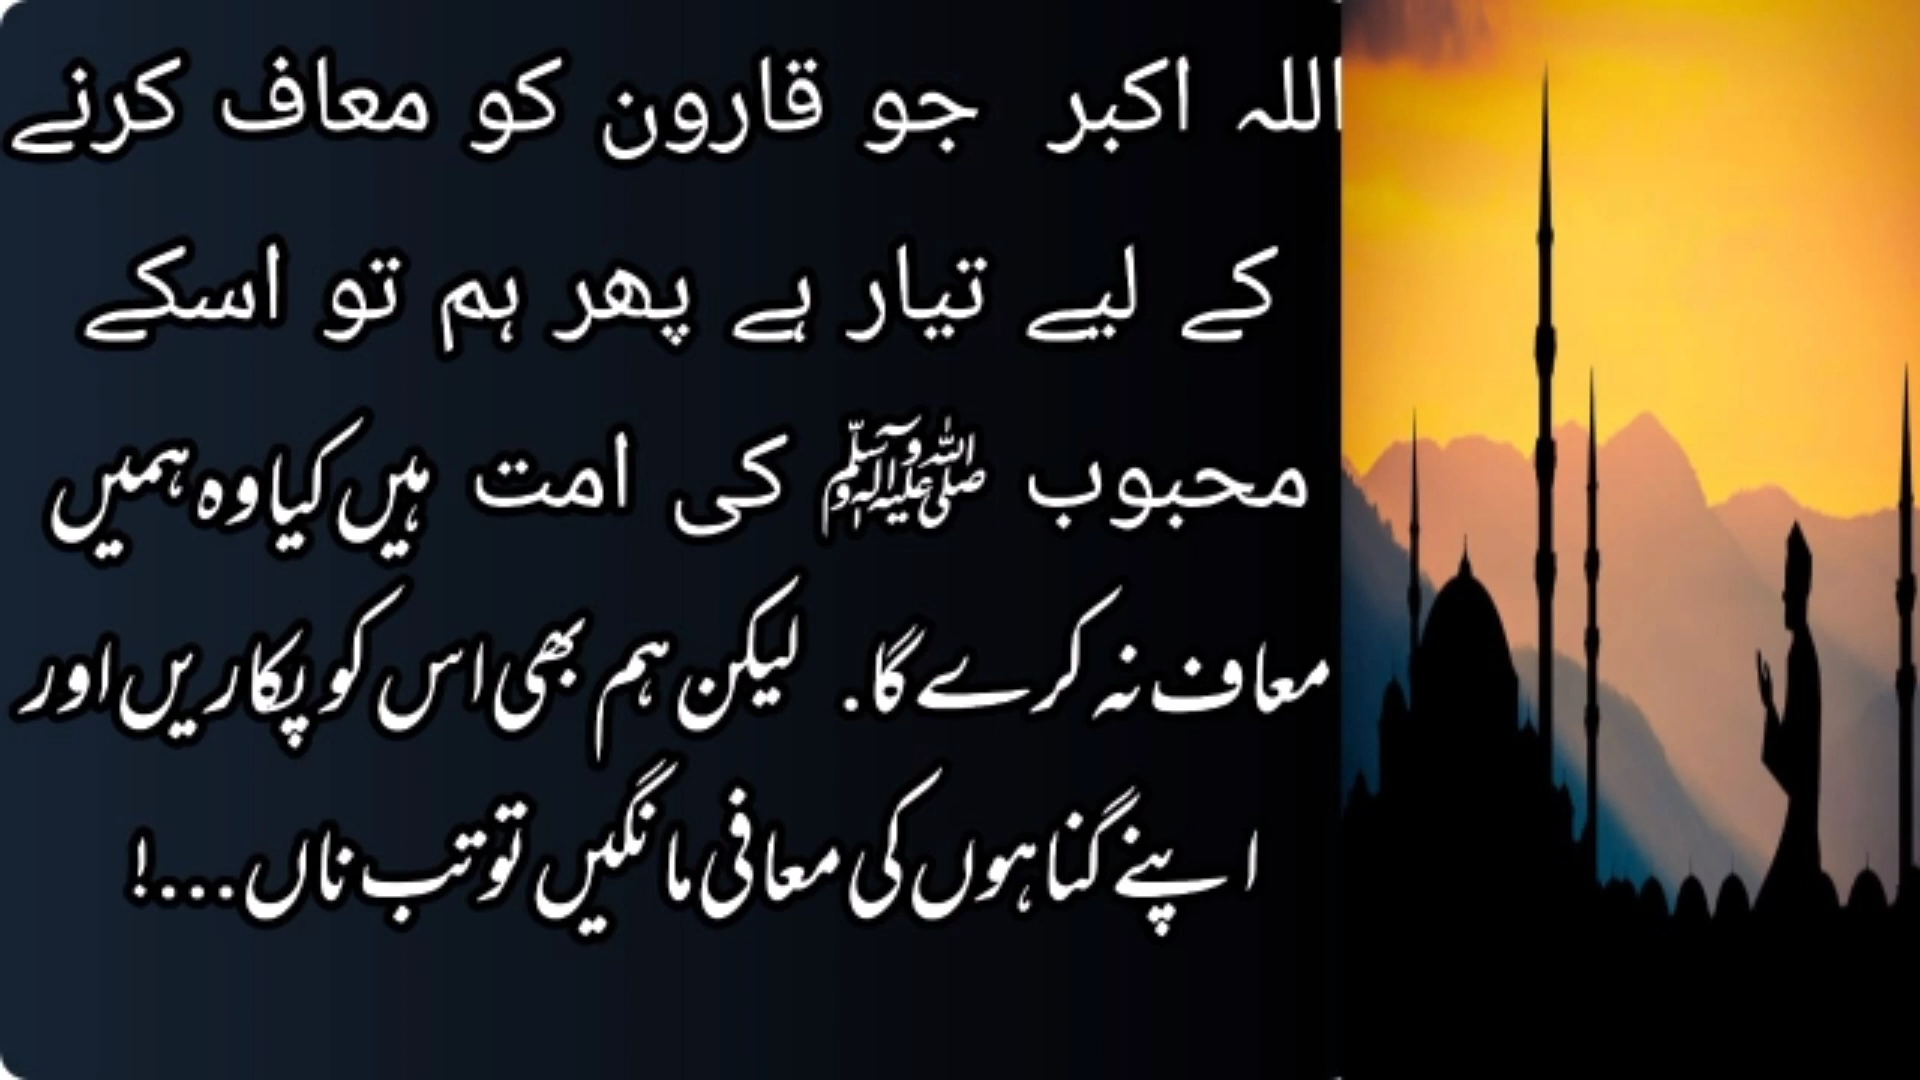 اللہ اکبر جو قارون کو معاف کرنے
کے لیے تیار ہے پھر ہم تو اسکے
محبوب ﷺ کی امت ہیں کیا وہ ہمیں
معاف نہ کرے گا. لیکن ہم بھی اس کو پکاریں اور
اپنے گناہوں کی معافی مانگیں تو تب ناں...!